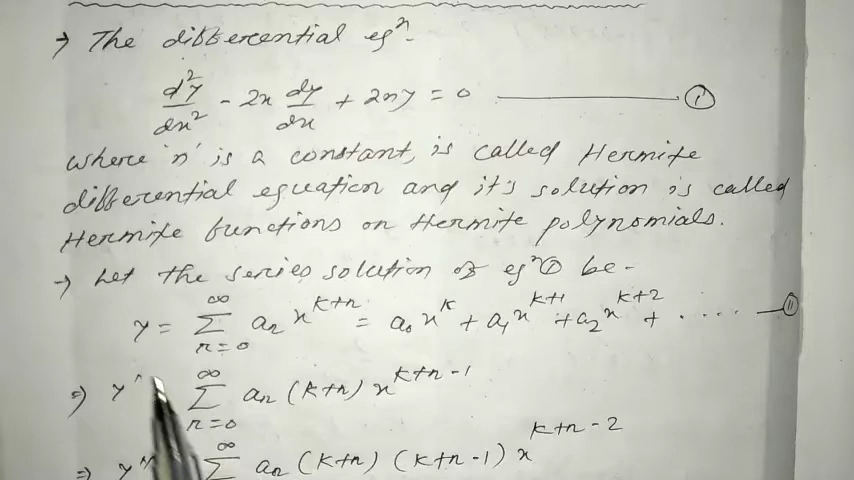 → The differential eqⁿ-
d²y/dx² - 2x dy/dx + 2ny = 0 ——— (i)
where 'n' is a constant, is called Hermite
differential equation and it's solution is called
Hermite functions or Hermite polynomials.
→ Let the series solution of eqⁿ (i) be -
y = Σ_{r=0}^{∞} a_r x^{k+r} = a₀x^k + a₁x^{k+1} + a₂x^{k+2} + ..... — (ii)
⇒ y' Σ_{r=0}^{∞} a_r (k+r) x^{k+r-1}
⇒ y'' Σ^{∞} a_r (k+r) (k+r-1) x^{k+r-2}